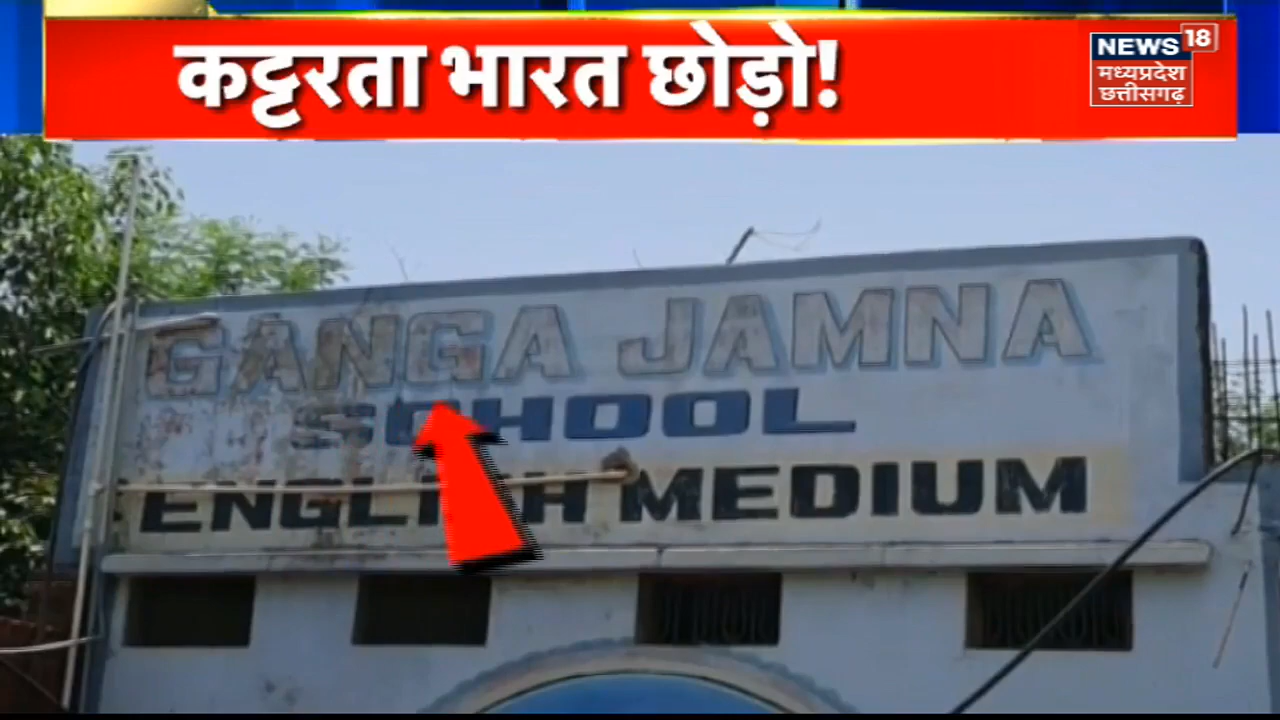 कट्टरता भारत छोड़ो!
NEWS 18
मध्यप्रदेश
छत्तीसगढ़
GANGA JAMNA
SCHOOL
ENGLISH MEDIUM